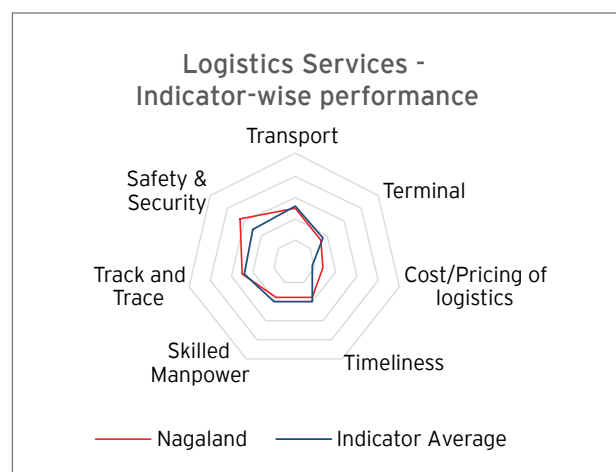 Logistics Services -
Indicator-wise performance
Transport
Safety &
Security
Terminal
Track and
Trace
Cost/Pricing of
logistics
Skilled
Manpower
Timeliness
Nagaland
Indicator Average